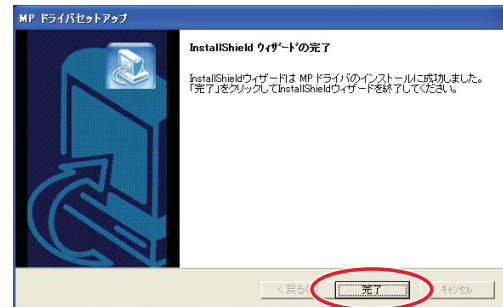 MP ドライバセットアップ
InstallShield ウィザードの完了
InstallShieldウィザードは MP ドライバのインストールに成功しました。
「完了」をクリックしてInstallShieldウィザードを終了してください。
< 戻る( 完了 キャンセル